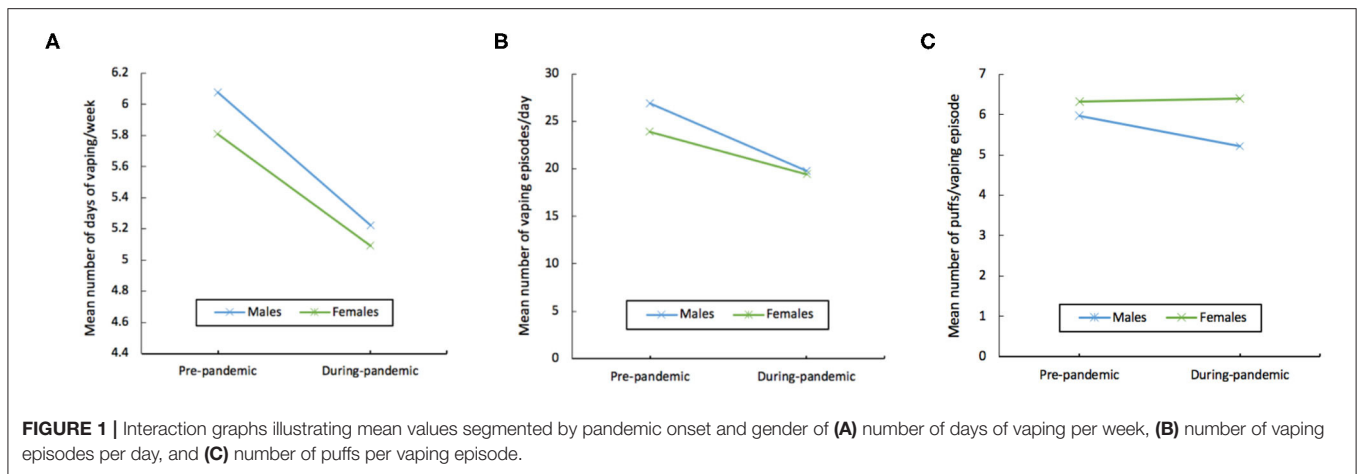 A
Mean number of days of vaping/week
6.2
6
5.8
5.6
5.4
5.2
5
4.8
4.6
4.4
Males Females
Pre-pandemic During-pandemic
B
Mean number of vaping episodes/day
30
25
20
15
10
5
0
Males Females
Pre-pandemic During-pandemic
C
Mean number of puffs/vaping episode
7
6
5
4
3
2
1
0
Males Females
Pre-pandemic During-pandemic
FIGURE 1 | Interaction graphs illustrating mean values segmented by pandemic onset and gender of (A) number of days of vaping per week, (B) number of vaping
episodes per day, and (C) number of puffs per vaping episode.